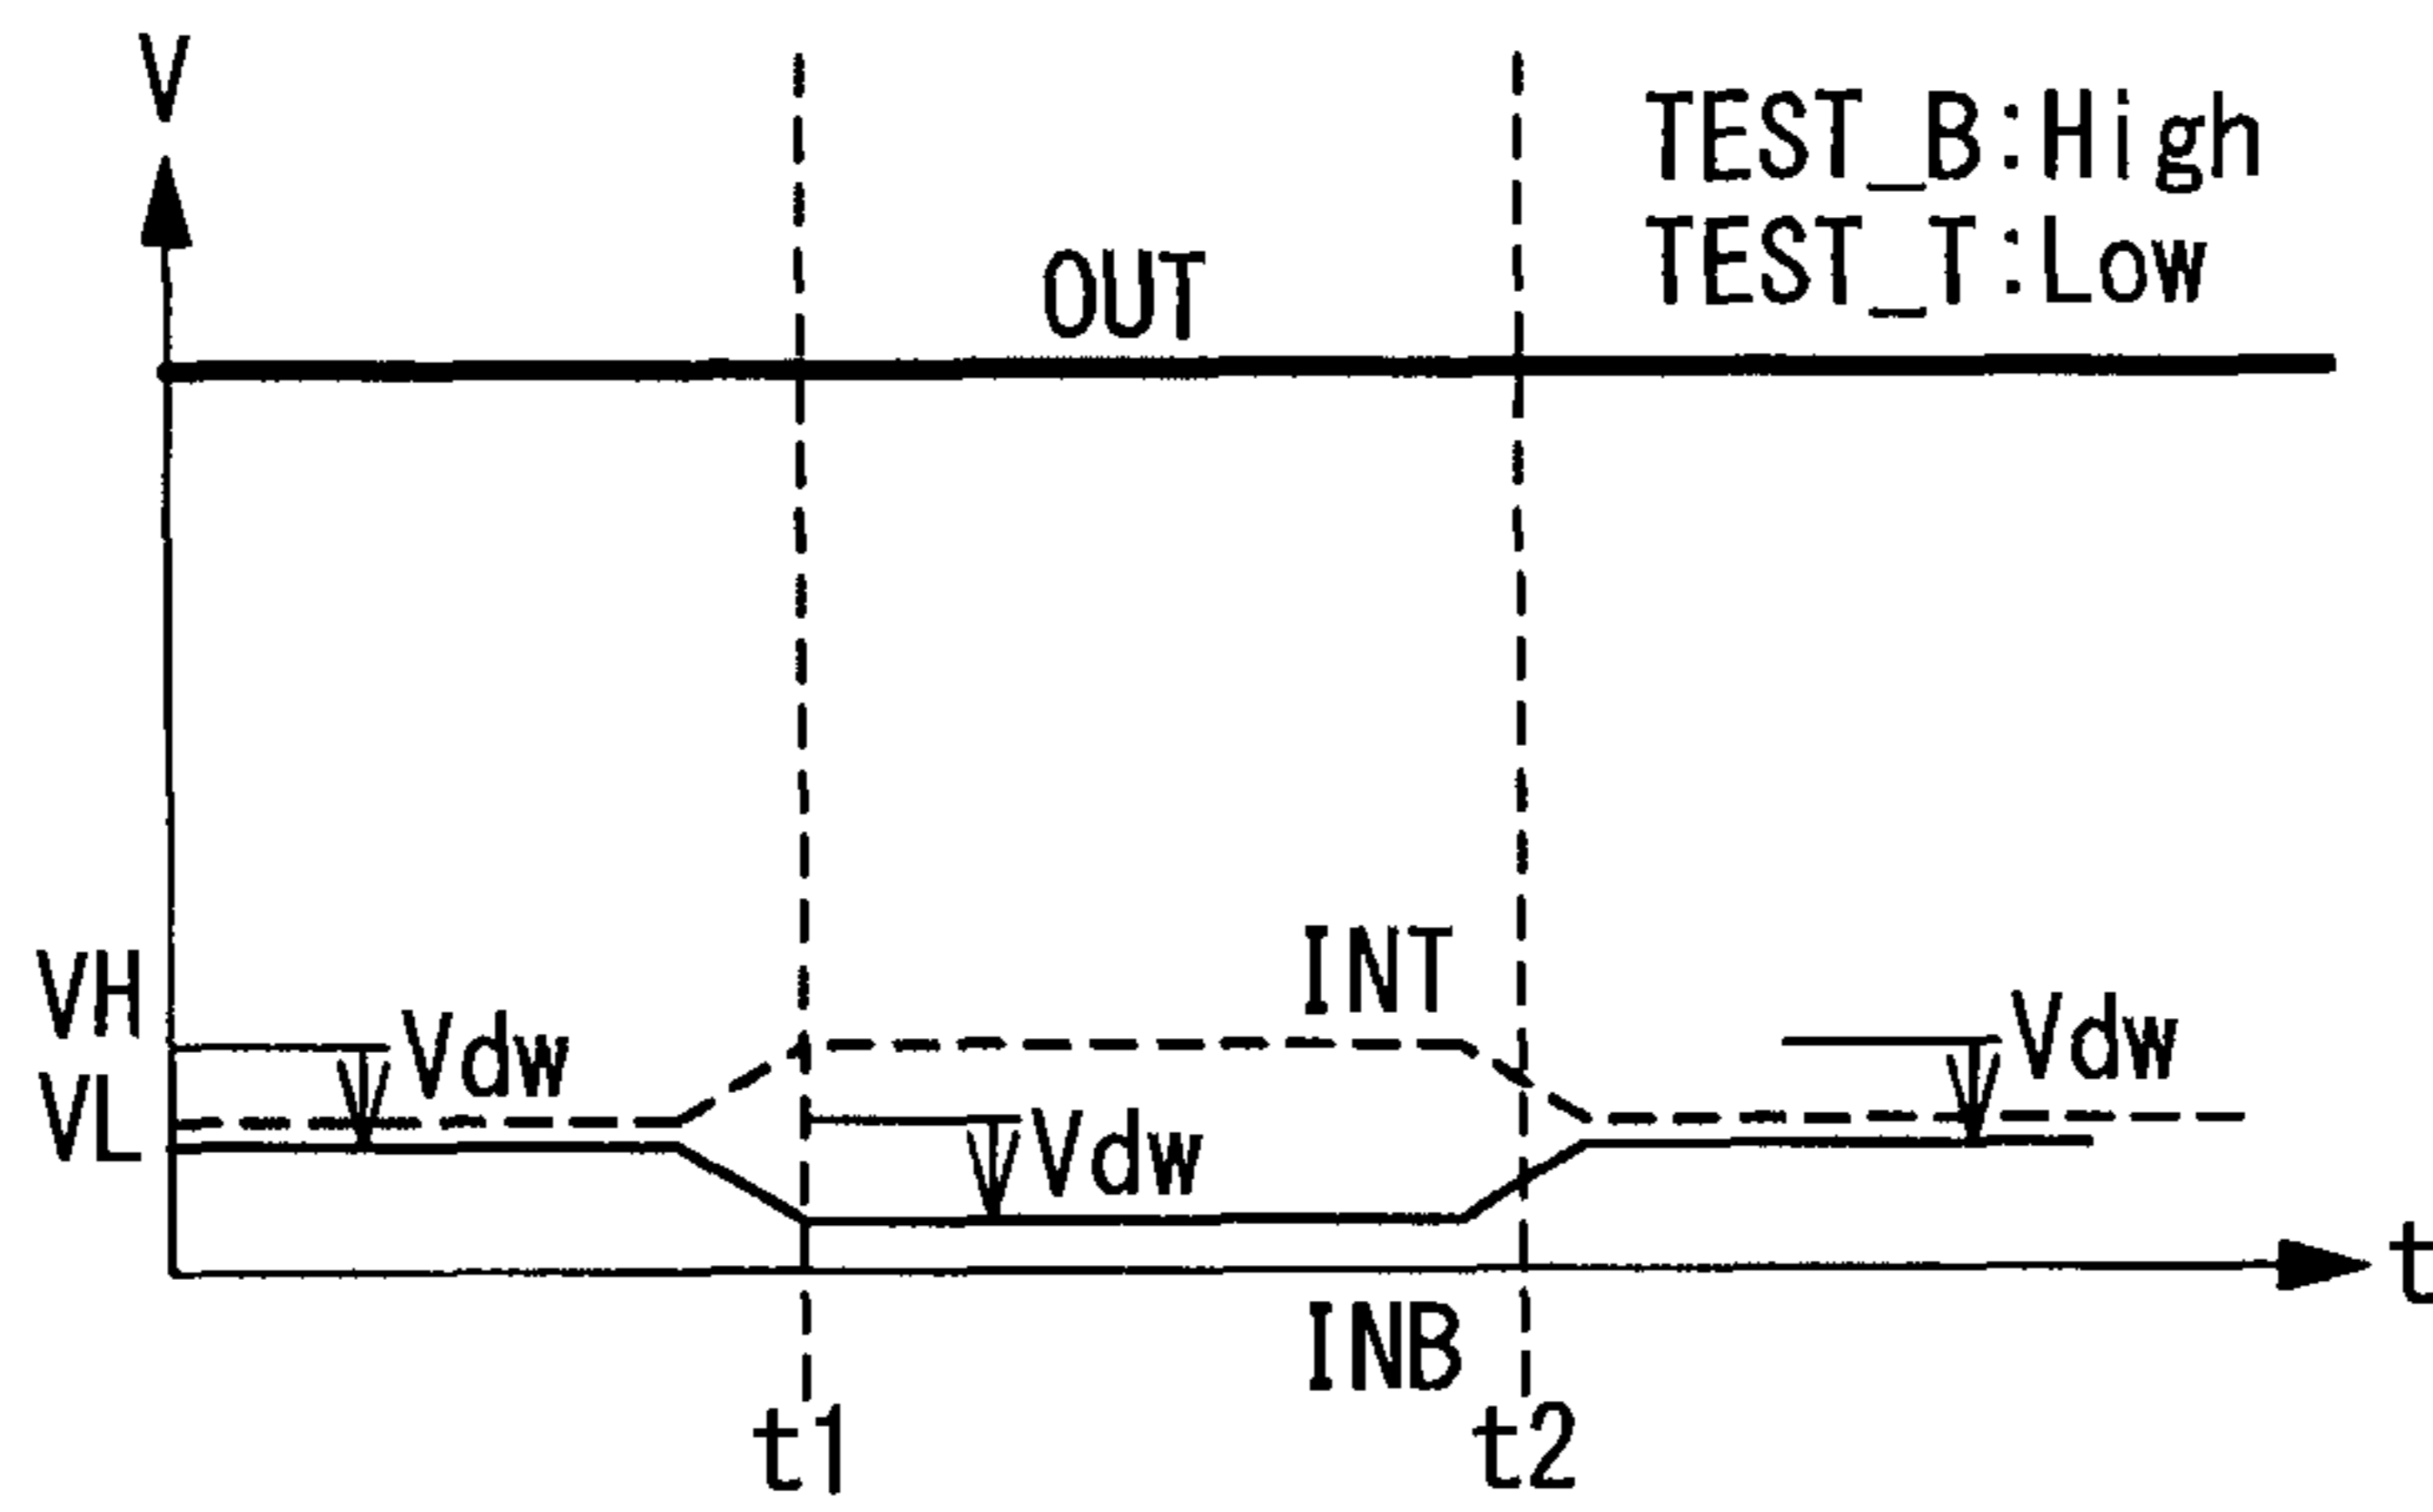 V
TEST_B:High
TEST_T:Low
OUT
VH
INT
Vdw
Vdw
VL
Vdw
t
INB
t1
t2